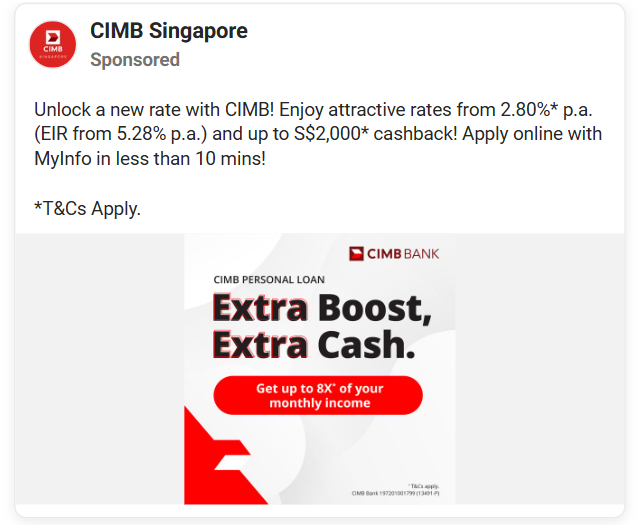 CIMB Singapore
Sponsored
Unlock a new rate with CIMB! Enjoy attractive rates from 2.80%* p.a.
(EIR from 5.28% p.a.) and up to S$2,000* cashback! Apply online with
MyInfo in less than 10 mins!
*T&Cs Apply.
CIMB
SINGAPORE
CIMB BANK
CIMB PERSONAL LOAN
Extra Boost,
Extra Cash.
Get up to 8X* of your
monthly income
*T&Cs apply.
CIMB Bank 197201001799 (13491-P)